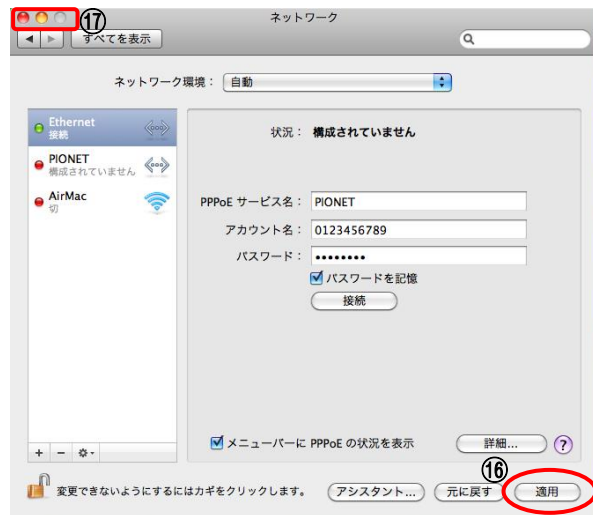 ネットワーク
⑰
すべてを表示
ネットワーク環境： 自動
Ethernet
接続
PIONET
構成されていません
AirMac
切
状況： 構成されていません
PPPoE サービス名： PIONET
アカウント名： 0123456789
パスワード： ••••••••
パスワードを記憶
接続
メニューバーに PPPoE の状況を表示
詳細... ?
⑯
変更できないようにするにはカギをクリックします。
アシスタント... 元に戻す 適用